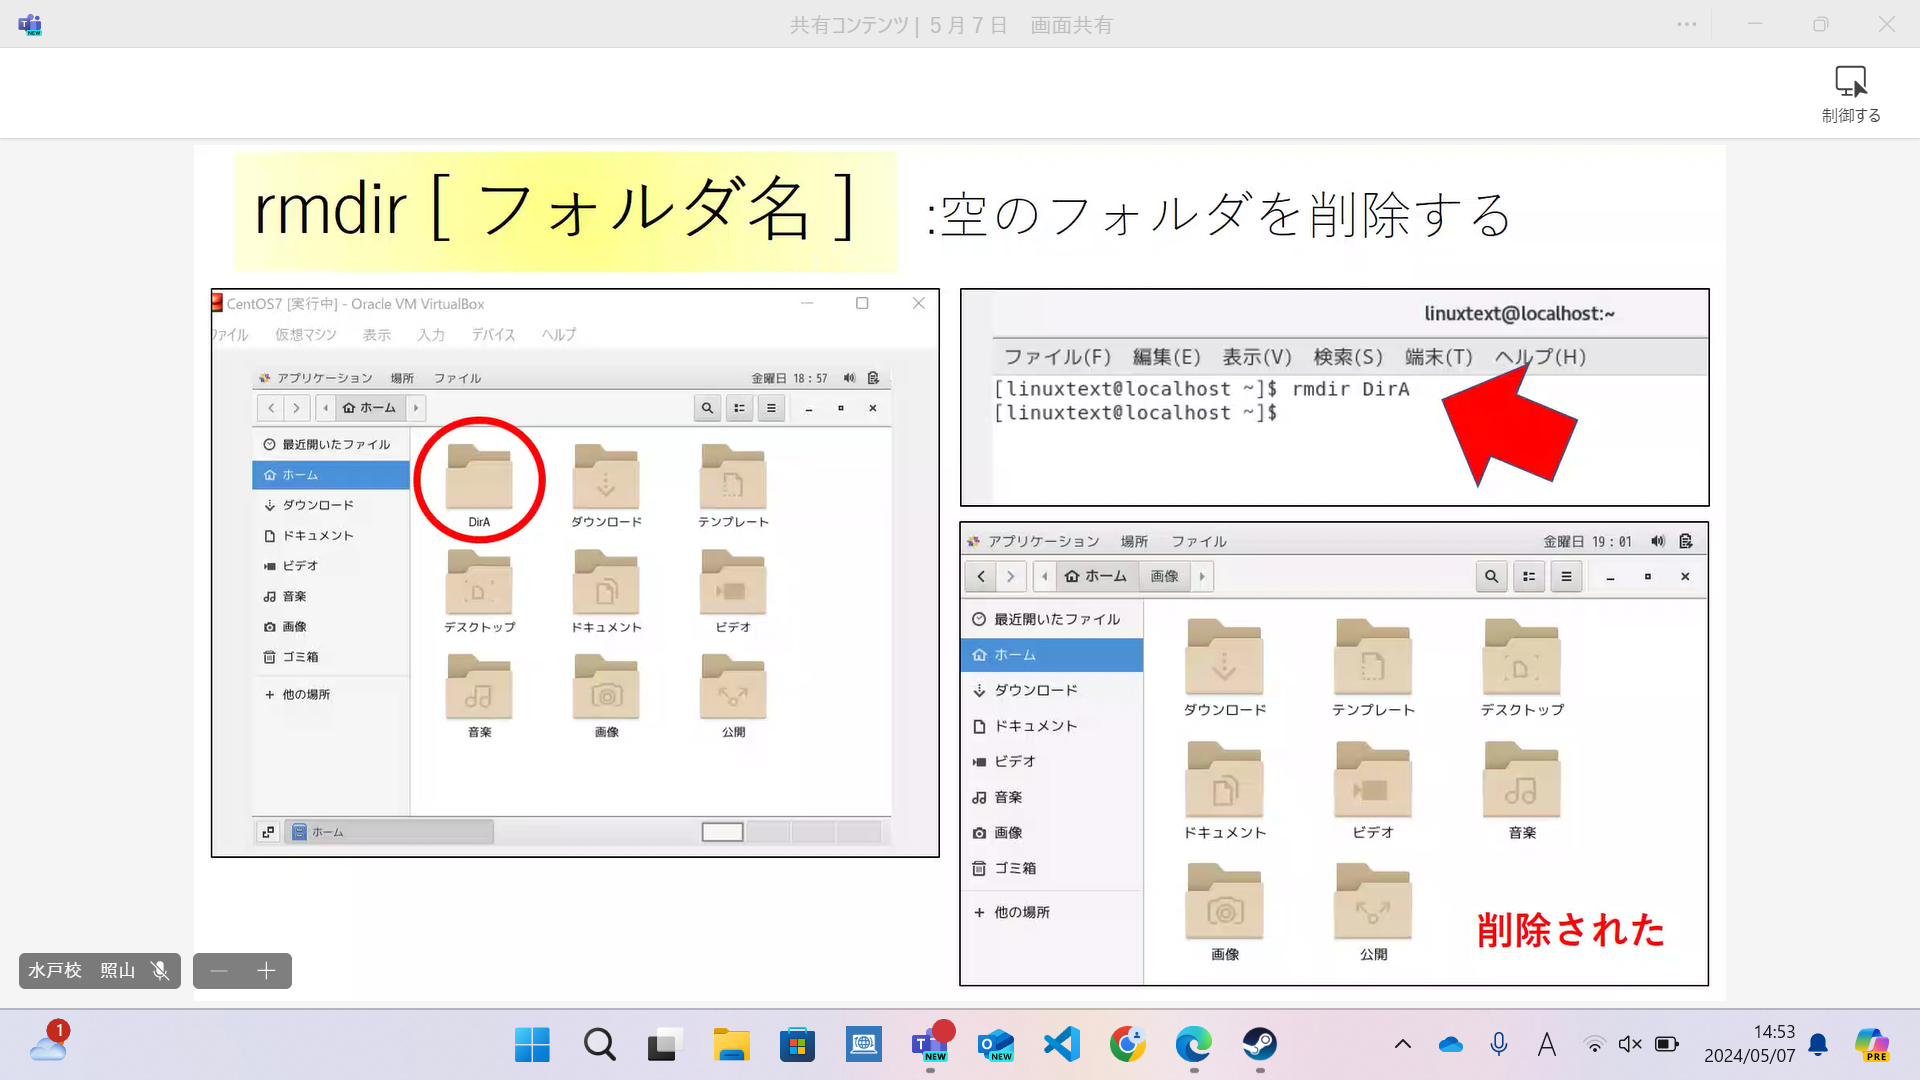 共有コンテンツ| 5月7日 画面共有
制御する
rmdir [ フォルダ名 ] :空のフォルダを削除する
CentOS7 [実行中] - Oracle VM VirtualBox
ファイル 仮想マシン 表示 入力 デバイス ヘルプ
アプリケーション 場所 ファイル 金曜日 18:57
ホーム
最近開いたファイル
ホーム
ダウンロード
ドキュメント
ビデオ
音楽
画像
ゴミ箱
+ 他の場所
DirA ダウンロード テンプレート
デスクトップ ドキュメント ビデオ
音楽 画像 公開
ホーム
linuxtext@localhost:~
ファイル(F) 編集(E) 表示(V) 検索(S) 端末(T) ヘルプ(H)
[linuxtext@localhost ~]$ rmdir DirA
[linuxtext@localhost ~]$
アプリケーション 場所 ファイル 金曜日 19:01
ホーム 画像
最近開いたファイル
ホーム
ダウンロード
ドキュメント
ビデオ
音楽
画像
ゴミ箱
+ 他の場所
ダウンロード テンプレート デスクトップ
ドキュメント ビデオ 音楽
画像 公開
削除された
水戸校 照山
1
NEW
NEW
A
14:53
2024/05/07
PRE